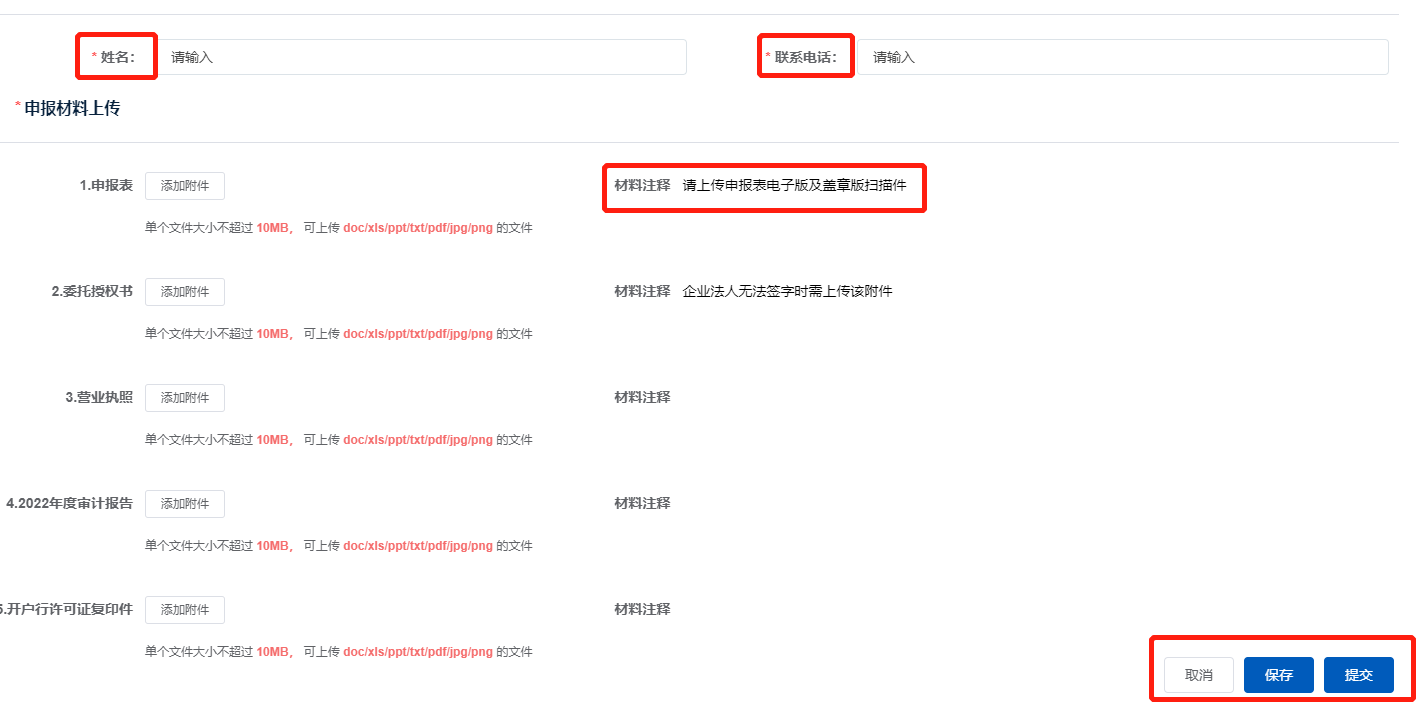 * 姓名： 请输入 * 联系电话： 请输入
* 申报材料上传
1.申报表 添加附件 材料注释 请上传申报表电子版及盖章版扫描件
单个文件大小不超过 10MB， 可上传 doc/xls/ppt/txt/pdf/jpg/png 的文件
2.委托授权书 添加附件 材料注释 企业法人无法签字时需上传该附件
单个文件大小不超过 10MB， 可上传 doc/xls/ppt/txt/pdf/jpg/png 的文件
3.营业执照 添加附件 材料注释
单个文件大小不超过 10MB， 可上传 doc/xls/ppt/txt/pdf/jpg/png 的文件
4.2022年度审计报告 添加附件 材料注释
单个文件大小不超过 10MB， 可上传 doc/xls/ppt/txt/pdf/jpg/png 的文件
5.开户行许可证复印件 添加附件 材料注释
单个文件大小不超过 10MB， 可上传 doc/xls/ppt/txt/pdf/jpg/png 的文件
取消 保存 提交